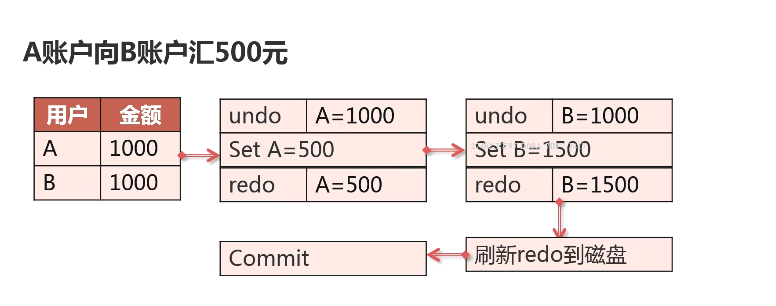 A账户向B账户汇500元
用户 金额
A 1000
B 1000
undo A=1000
Set A=500
redo A=500
undo B=1000
Set B=1500
redo B=1500
刷新redo到磁盘
Commit